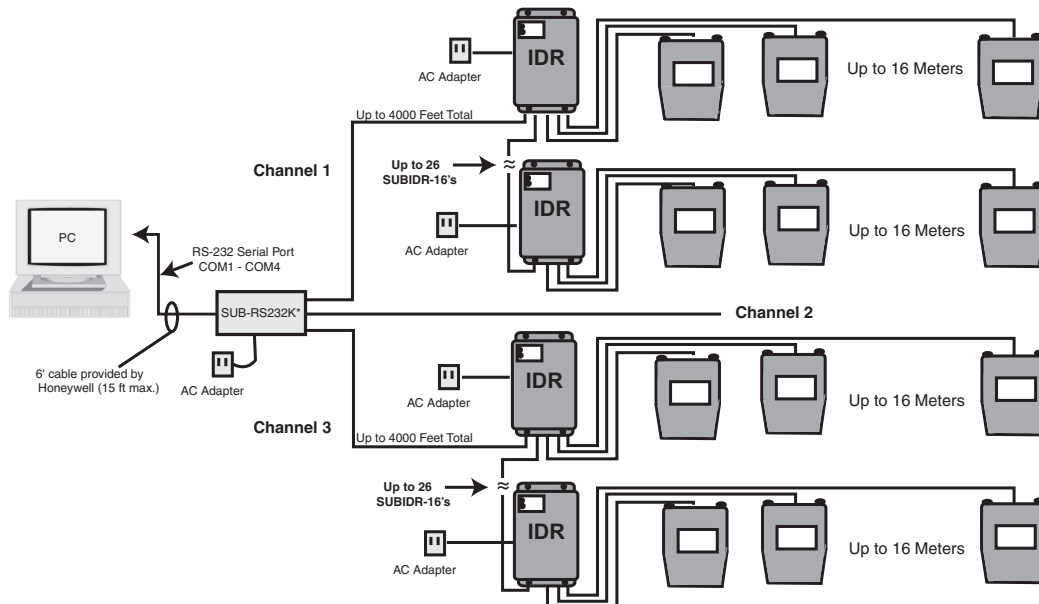 IDR
AC Adapter
Up to 16 Meters
Up to 4000 Feet Total
Channel 1
Up to 26
SUBIDR-16's
≈
IDR
AC Adapter
Up to 16 Meters
PC
RS-232 Serial Port
COM1 - COM4
SUB-RS232K*
Channel 2
6' cable provided by
Honeywell (15 ft max.)
AC Adapter
IDR
AC Adapter
Up to 16 Meters
Channel 3
Up to 4000 Feet Total
Up to 26
SUBIDR-16's
≈
IDR
AC Adapter
Up to 16 Meters